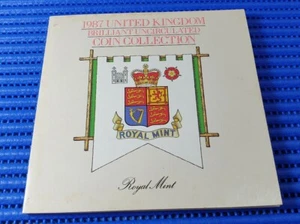 1987 UNITED KINGDOM
BRILLIANT UNCIRCULATED
COIN COLLECTION
ROYAL MINT
Royal Mint